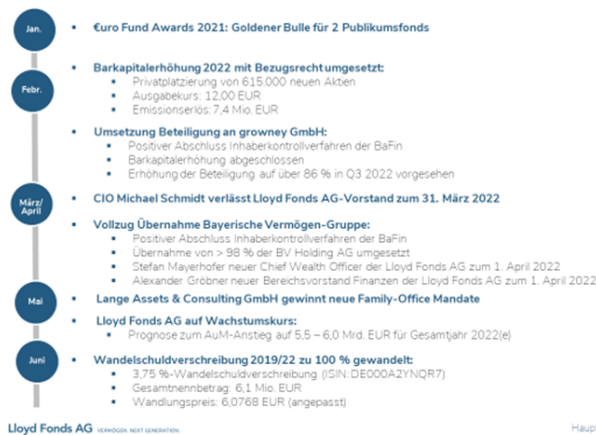 Jan.
€uro Fund Awards 2021: Goldener Bulle für 2 Publikumsfonds
Febr.
Barkapitalerhöhung 2022 mit Bezugsrecht umgesetzt:
Privatplatzierung von 615.000 neuen Aktien
Ausgabekurs: 12,00 EUR
Emissionserlös: 7,4 Mio. EUR
Umsetzung Beteiligung an growney GmbH:
Positiver Abschluss Inhaberkontrollverfahren der BaFin
Barkapitalerhöhung abgeschlossen
Erhöhung der Beteiligung auf über 86 % in Q3 2022 vorgesehen
März/
April
CIO Michael Schmidt verlässt Lloyd Fonds AG-Vorstand zum 31. März 2022
Vollzug Übernahme Bayerische Vermögen-Gruppe:
Positiver Abschluss Inhaberkontrollverfahren der BaFin
Übernahme von > 98 % der BV Holding AG umgesetzt
Stefan Mayerhofer neuer Chief Wealth Officer der Lloyd Fonds AG zum 1. April 2022
Alexander Gröbner neuer Bereichsvorstand Finanzen der Lloyd Fonds AG zum 1. April 2022
Mai
Lange Assets & Consulting GmbH gewinnt neue Family-Office Mandate
Lloyd Fonds AG auf Wachstumskurs:
Prognose zum AuM-Anstieg auf 5,5 – 6,0 Mrd. EUR für Gesamtjahr 2022(e)
Juni
Wandelschuldverschreibung 2019/22 zu 100 % gewandelt:
3,75 %-Wandelschuldverschreibung (ISIN: DE000A2YNQR7)
Gesamtnennbetrag: 6,1 Mio. EUR
Wandlungspreis: 6,0768 EUR (angepasst)
Lloyd Fonds AG VERMÖGEN. NEXT GENERATION.
Haup